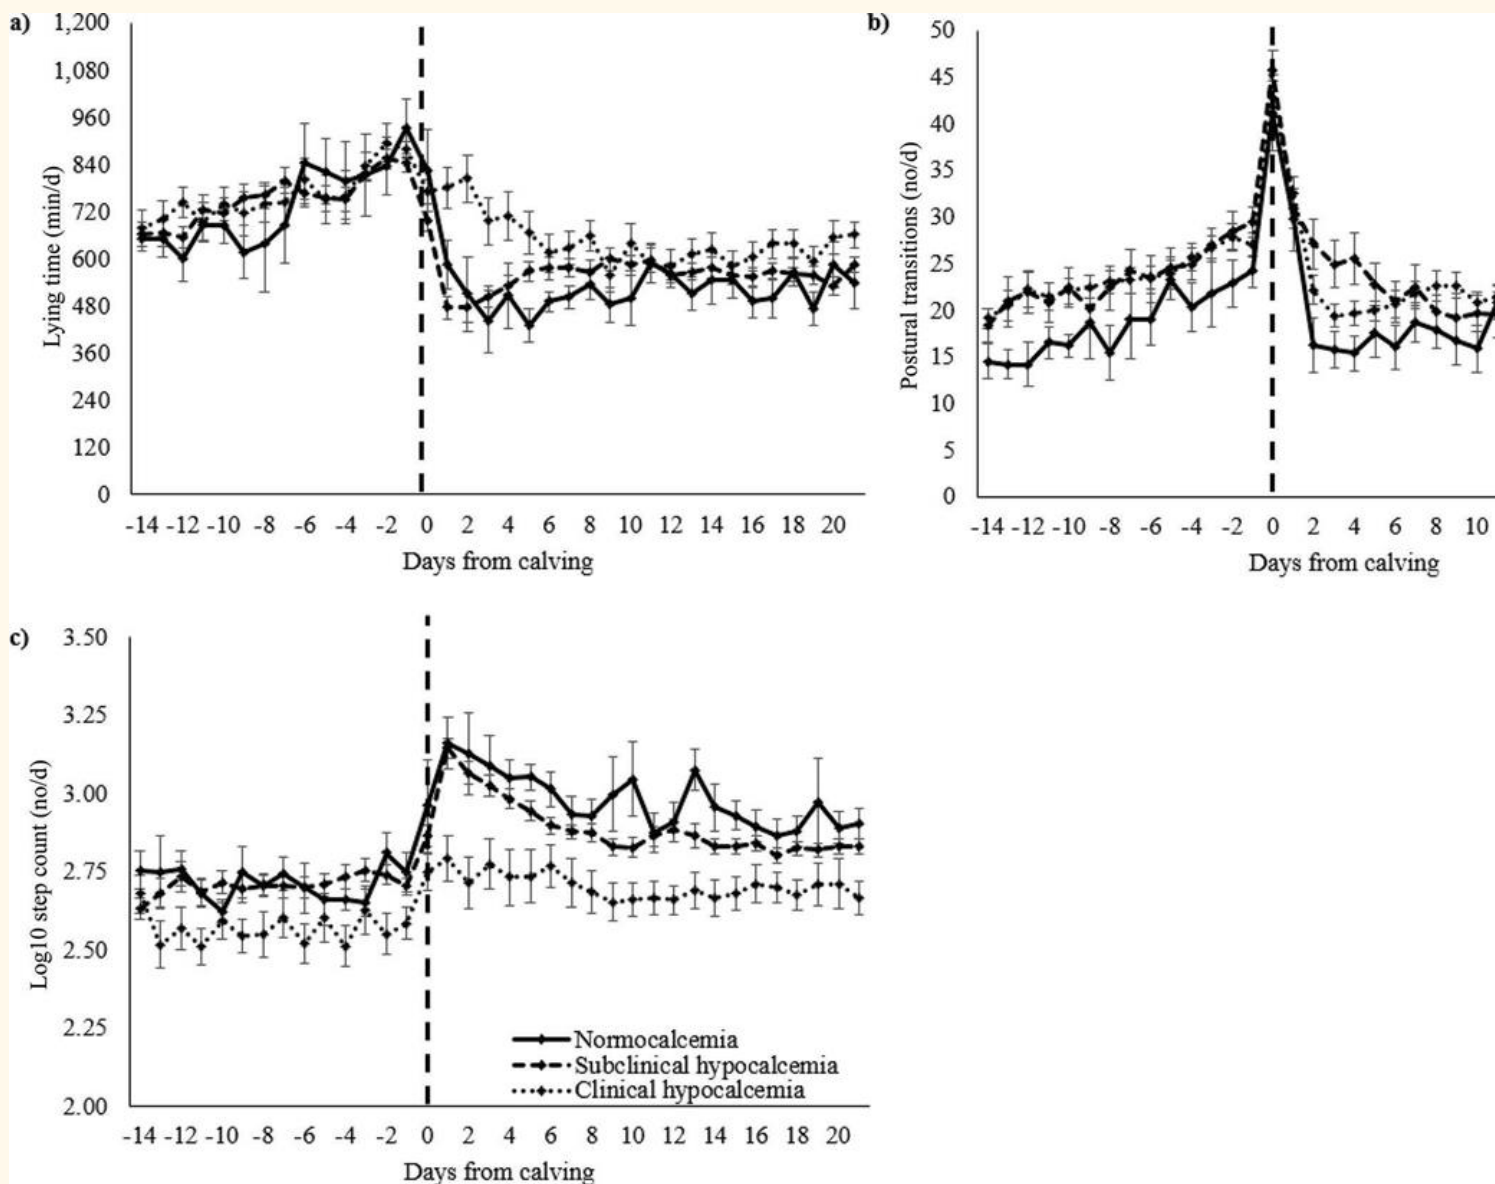 a)
1,200
1,080
960
840
720
600
480
360
240
120
0
Lying time (min/d)
-14 -12 -10 -8 -6 -4 -2 0 2 4 6 8 10 12 14 16 18 20
Days from calving
b)
50
45
40
35
30
25
20
15
10
5
0
Postural transitions (no/d)
-14 -12 -10 -8 -6 -4 -2 0 2 4 6 8 10
Days from calving
c)
3.50
3.25
3.00
2.75
2.50
2.25
2.00
Log10 step count (no/d)
Normocalcemia
Subclinical hypocalcemia
Clinical hypocalcemia
-14 -12 -10 -8 -6 -4 -2 0 2 4 6 8 10 12 14 16 18 20
Days from calving